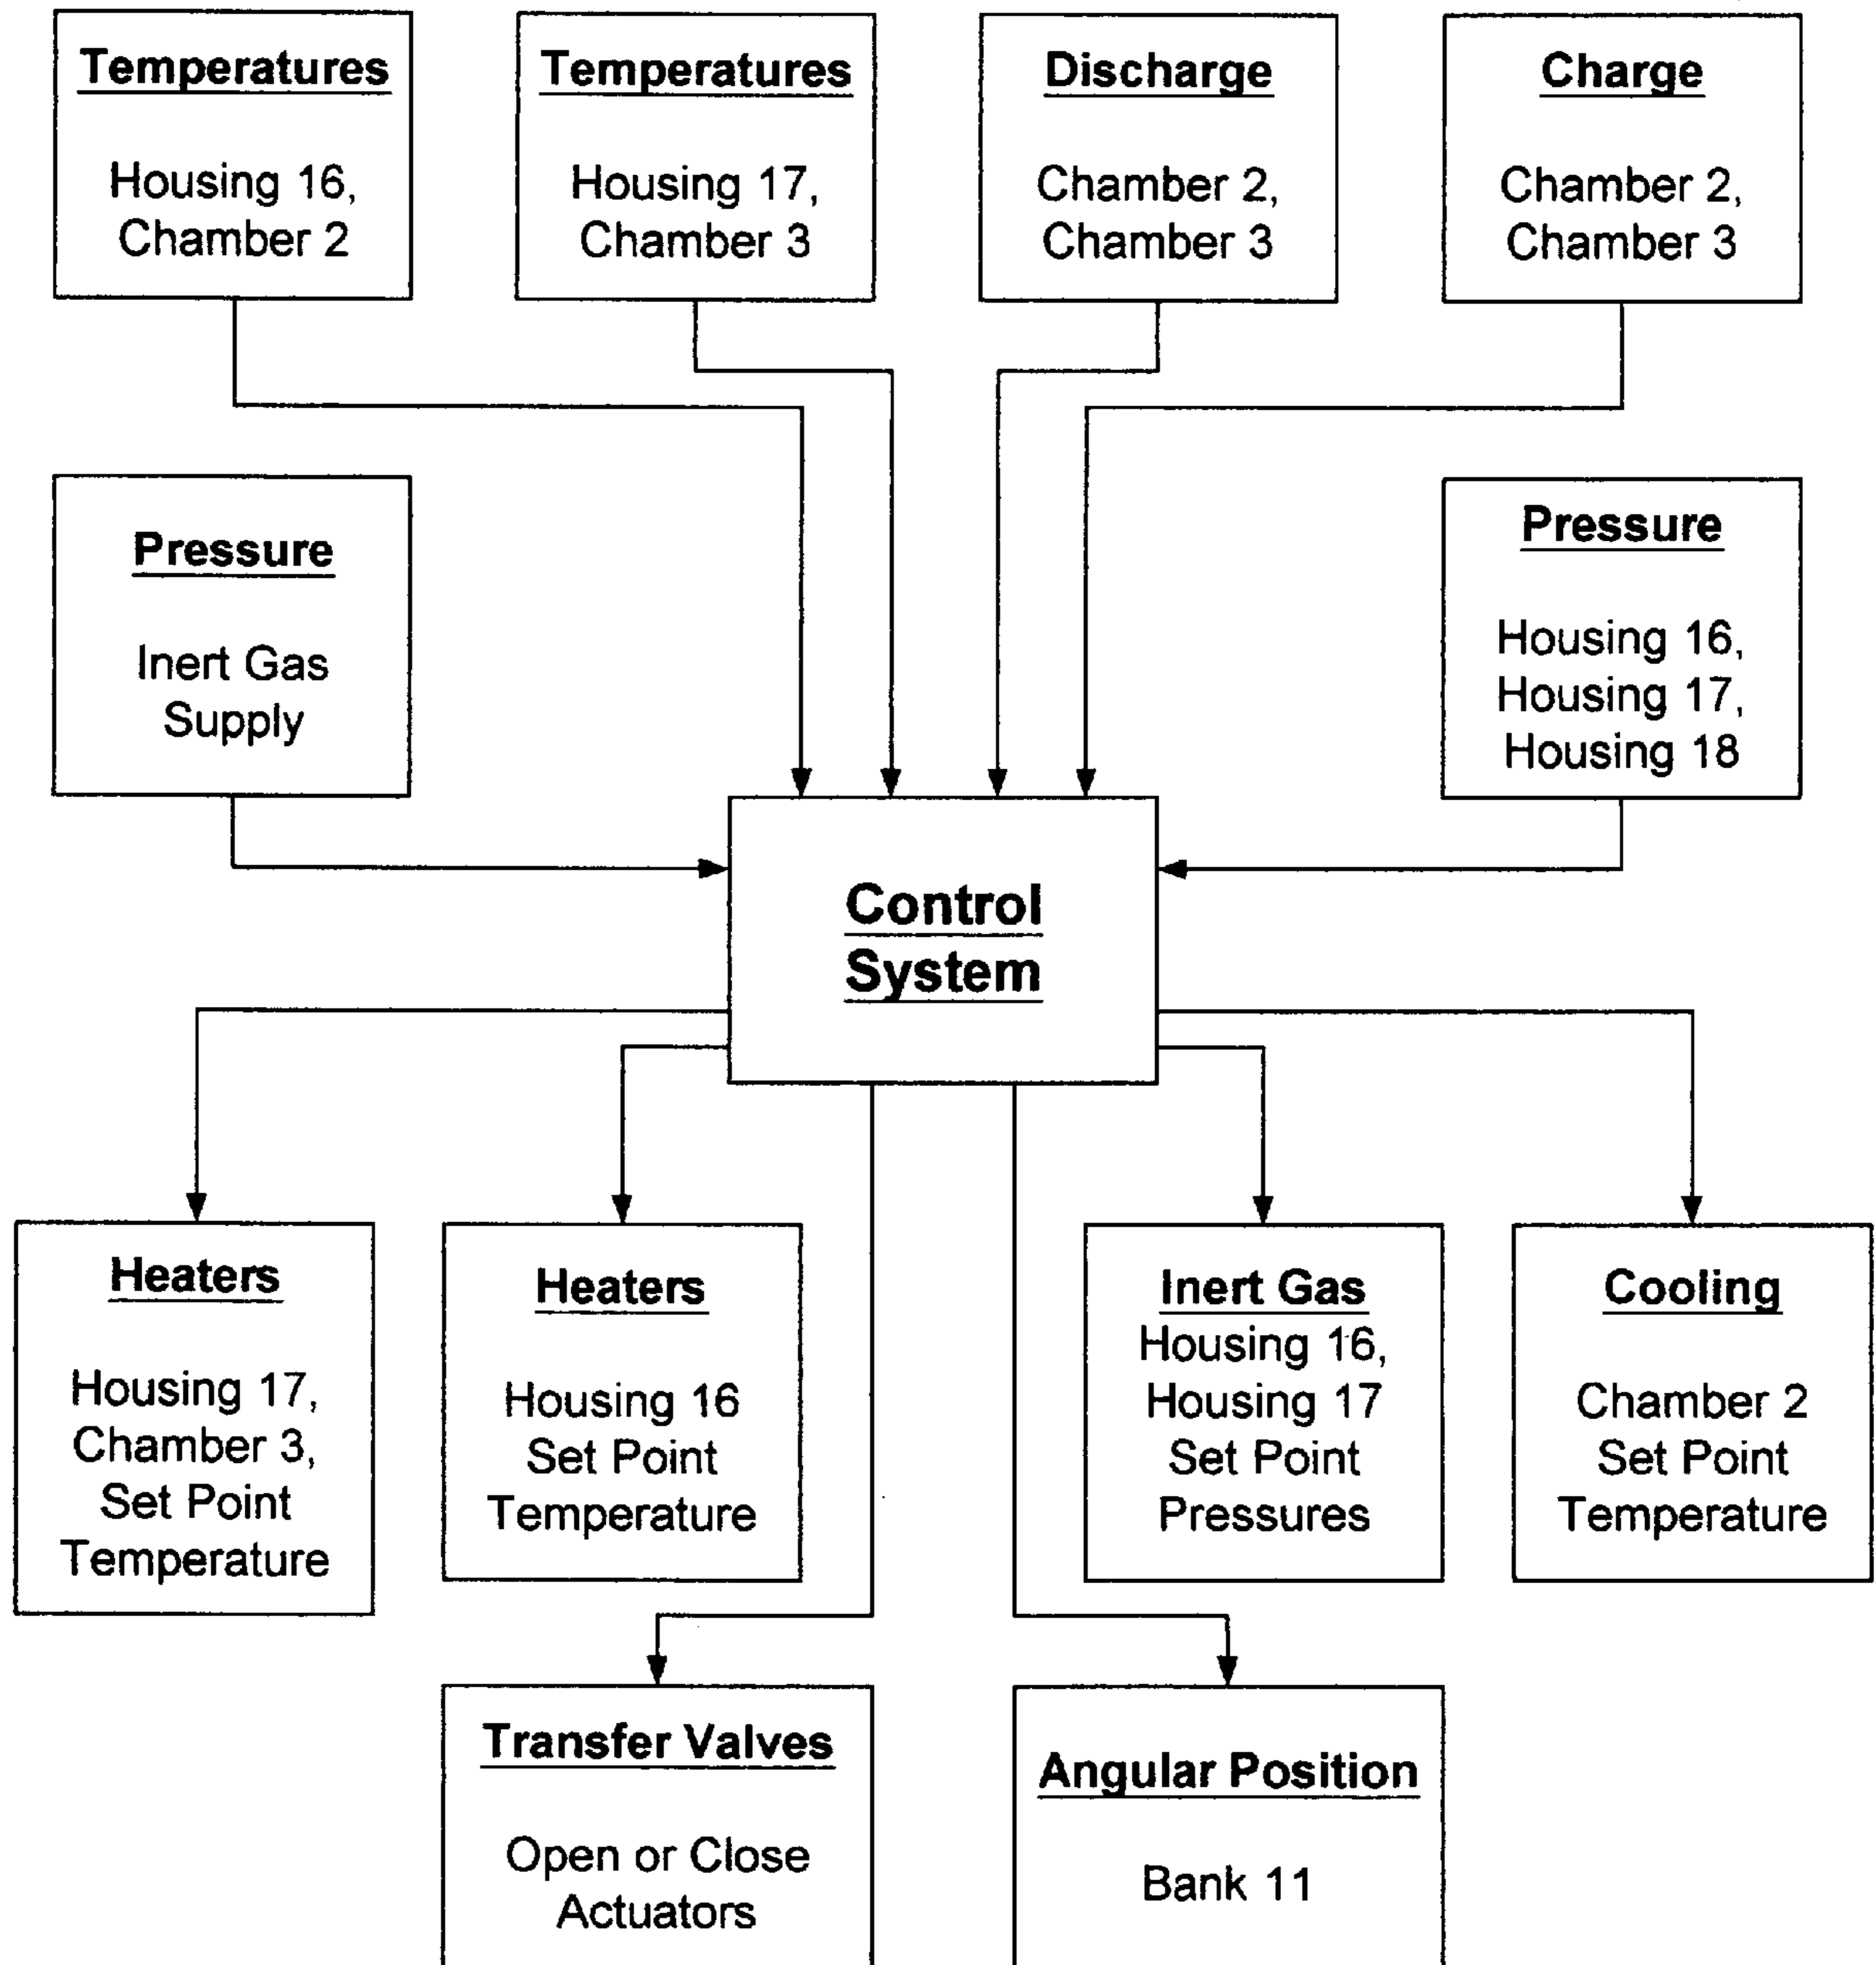 Temperatures
Housing 16,
Chamber 2
Temperatures
Housing 17,
Chamber 3
Discharge
Chamber 2,
Chamber 3
Charge
Chamber 2,
Chamber 3
Pressure
Inert Gas
Supply
Pressure
Housing 16,
Housing 17,
Housing 18
Control
System
Heaters
Housing 17,
Chamber 3,
Set Point
Temperature
Heaters
Housing 16
Set Point
Temperature
Inert Gas
Housing 16,
Housing 17
Set Point
Pressures
Cooling
Chamber 2
Set Point
Temperature
Transfer Valves
Open or Close
Actuators
Angular Position
Bank 11